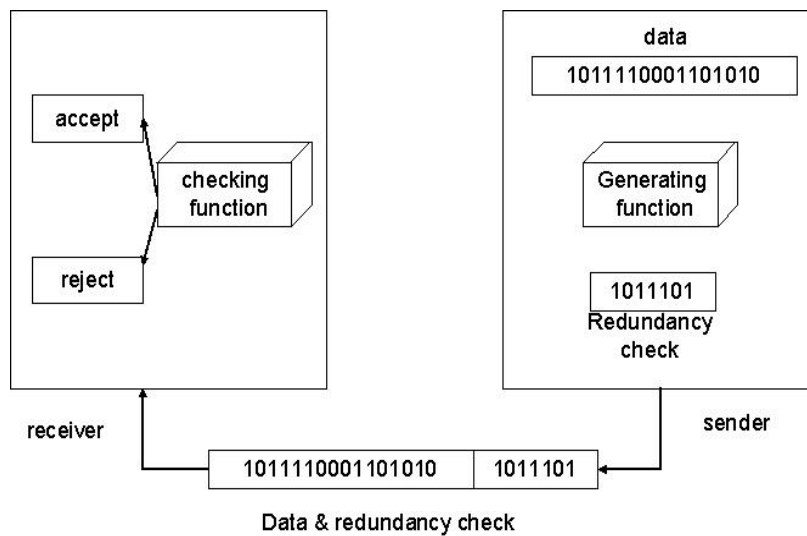 data
1011110001101010
accept
checking
function
Generating
function
reject
1011101
Redundancy
check
receiver
sender
1011110001101010
1011101
Data & redundancy check